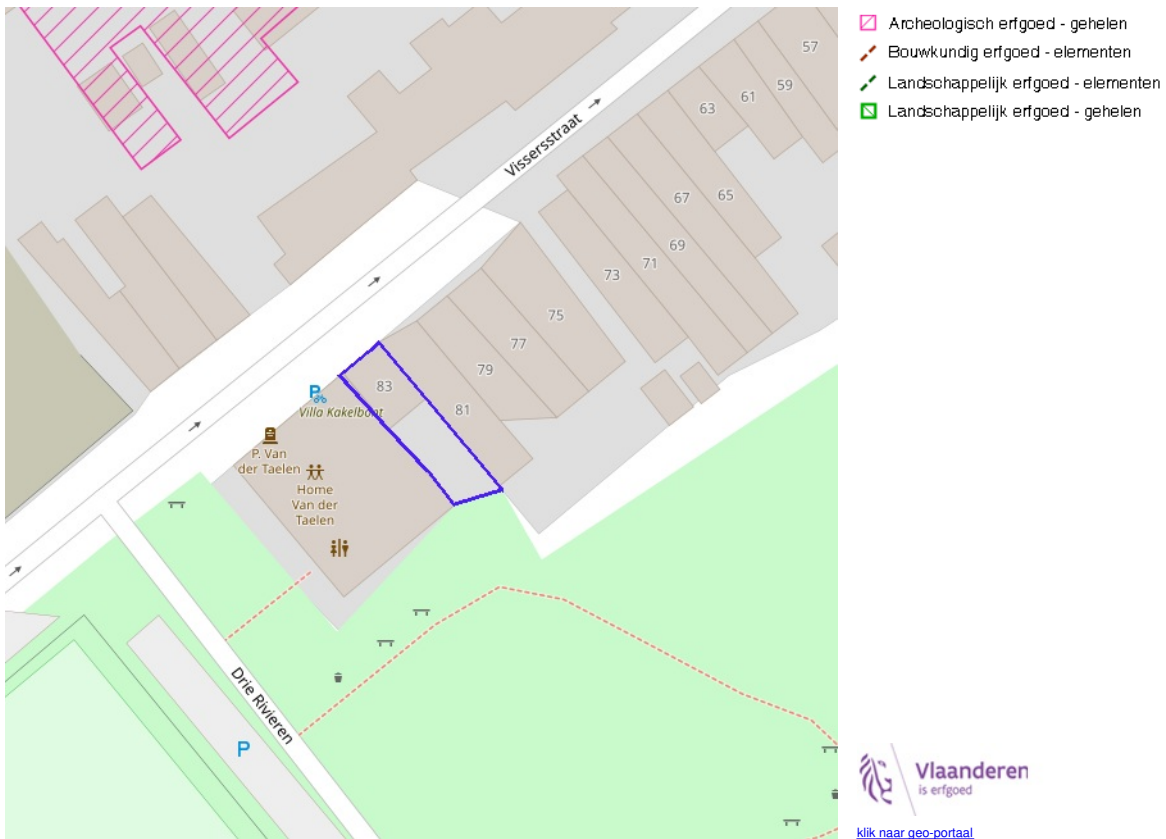 Archeologisch erfgoed - gehelen
Bouwkundig erfgoed - elementen
Landschappelijk erfgoed - elementen
Landschappelijk erfgoed - gehelen
57
59
61
63
Vissersstraat
65
67
69
71
73
75
77
79
81
83
P
Villa Kakelbont
P. Van
der Taelen
Home
Van der
Taelen
Drie Rivieren
P
Vlaanderen
is erfgoed
klik naar geo-portaal